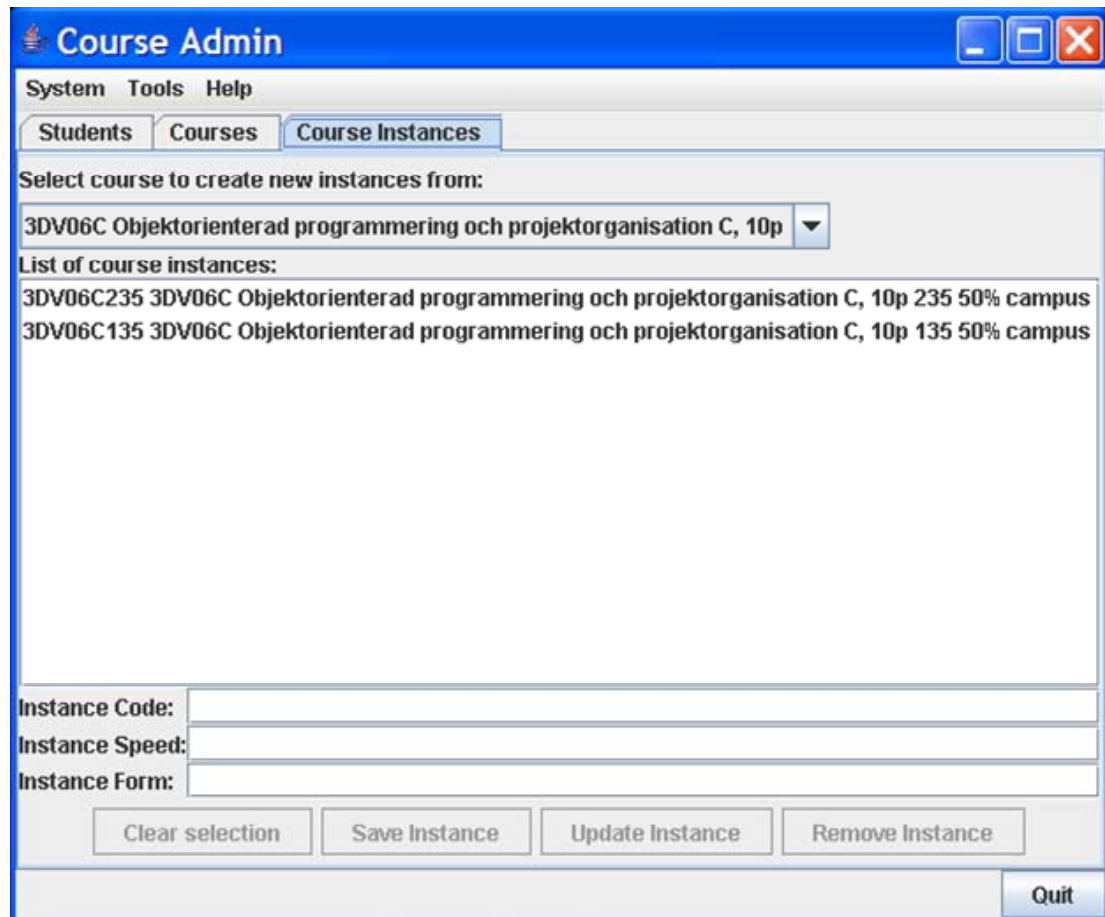 Course Admin
System Tools Help
Students Courses Course Instances
Select course to create new instances from:
3DV06C Objektorienterad programmering och projektorganisation C, 10p
List of course instances:
3DV06C235 3DV06C Objektorienterad programmering och projektorganisation C, 10p 235 50% campus
3DV06C135 3DV06C Objektorienterad programmering och projektorganisation C, 10p 135 50% campus
Instance Code:
Instance Speed:
Instance Form:
Clear selection Save Instance Update Instance Remove Instance
Quit